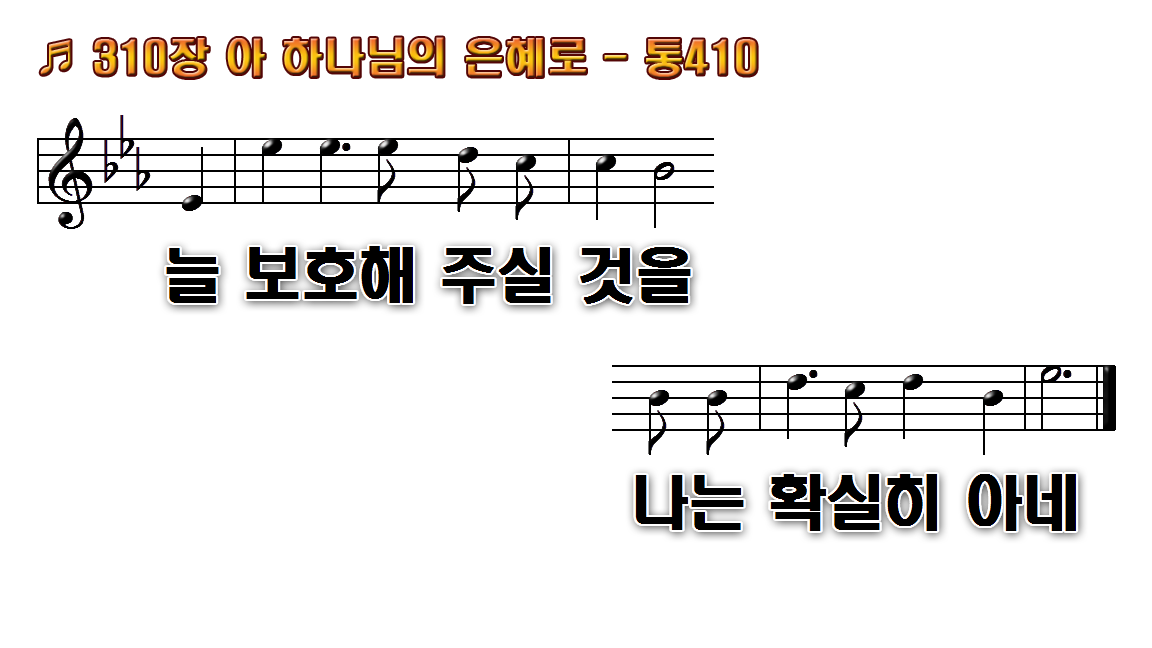 ♬ 310장 아 하나님의 은혜로 - 통410
늘 보호해 주실 것을
나는 확실히 아네